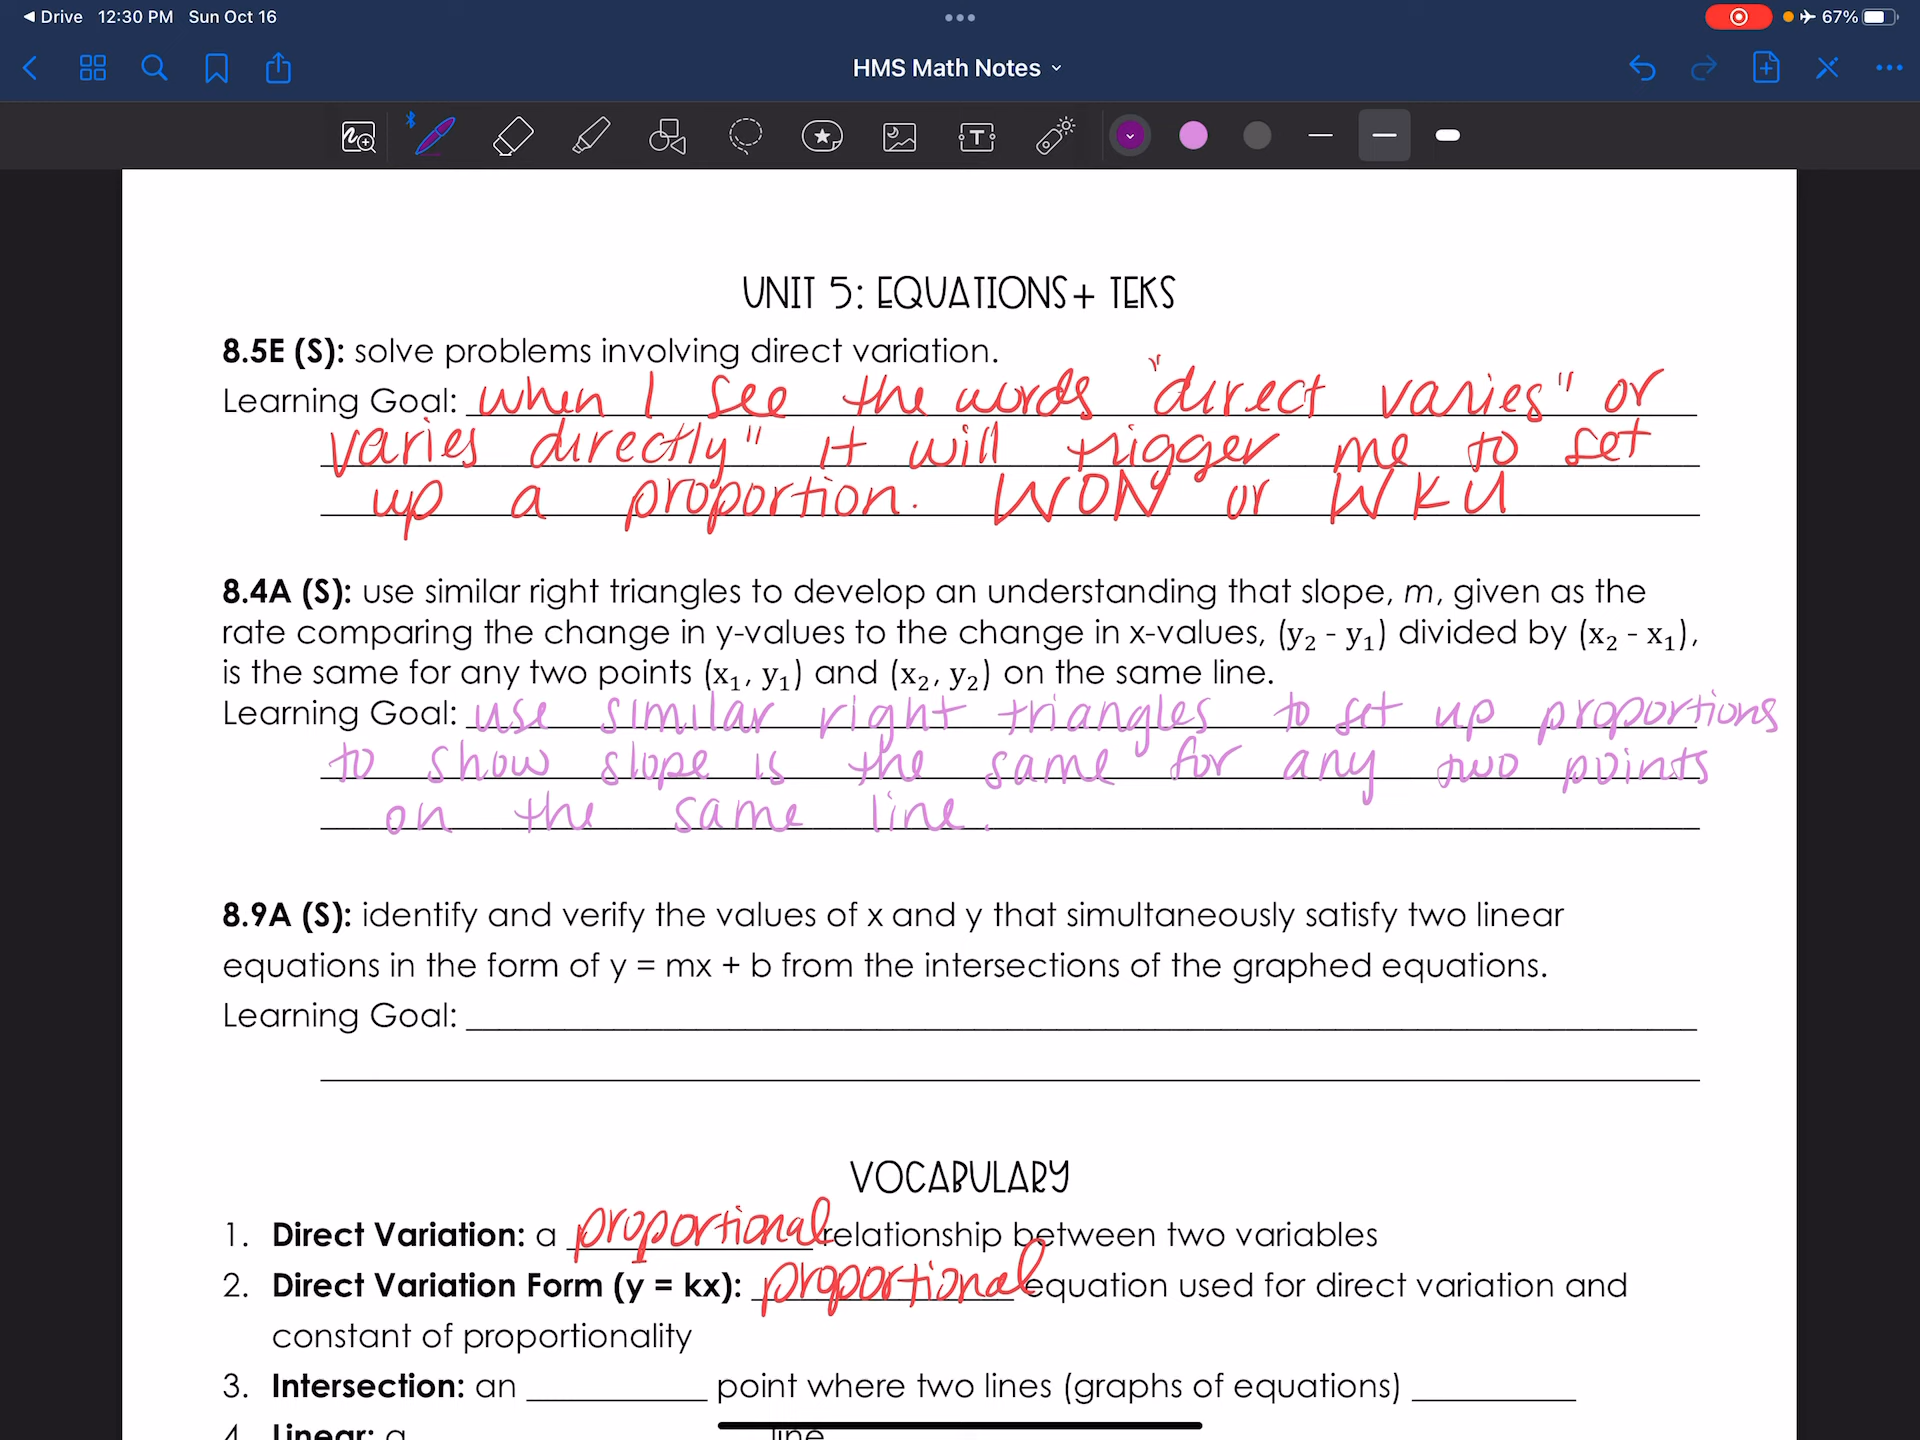 Drive 12:30 PM Sun Oct 16 67%
HMS Math Notes
UNIT 5: EQUATIONS+ TEKS
8.5E (S): solve problems involving direct variation.
Learning Goal: when I see the words "direct varies" or
varies directly" it will trigger me to set
up a proportion. WON or WKU
8.4A (S): use similar right triangles to develop an understanding that slope, m, given as the
rate comparing the change in y-values to the change in x-values, (y₂ - y₁) divided by (x₂ - x₁),
is the same for any two points (x₁, y₁) and (x₂, y₂) on the same line.
Learning Goal: use similar right triangles to set up proportions
to show slope is the same for any two points
on the same line.
8.9A (S): identify and verify the values of x and y that simultaneously satisfy two linear
equations in the form of y = mx + b from the intersections of the graphed equations.
Learning Goal:
VOCABULARY
1. Direct Variation: a proportional relationship between two variables
2. Direct Variation Form (y = kx): proportional equation used for direct variation and
constant of proportionality
3. Intersection: an ________ point where two lines (graphs of equations) ________
4. Linear: a ________ line